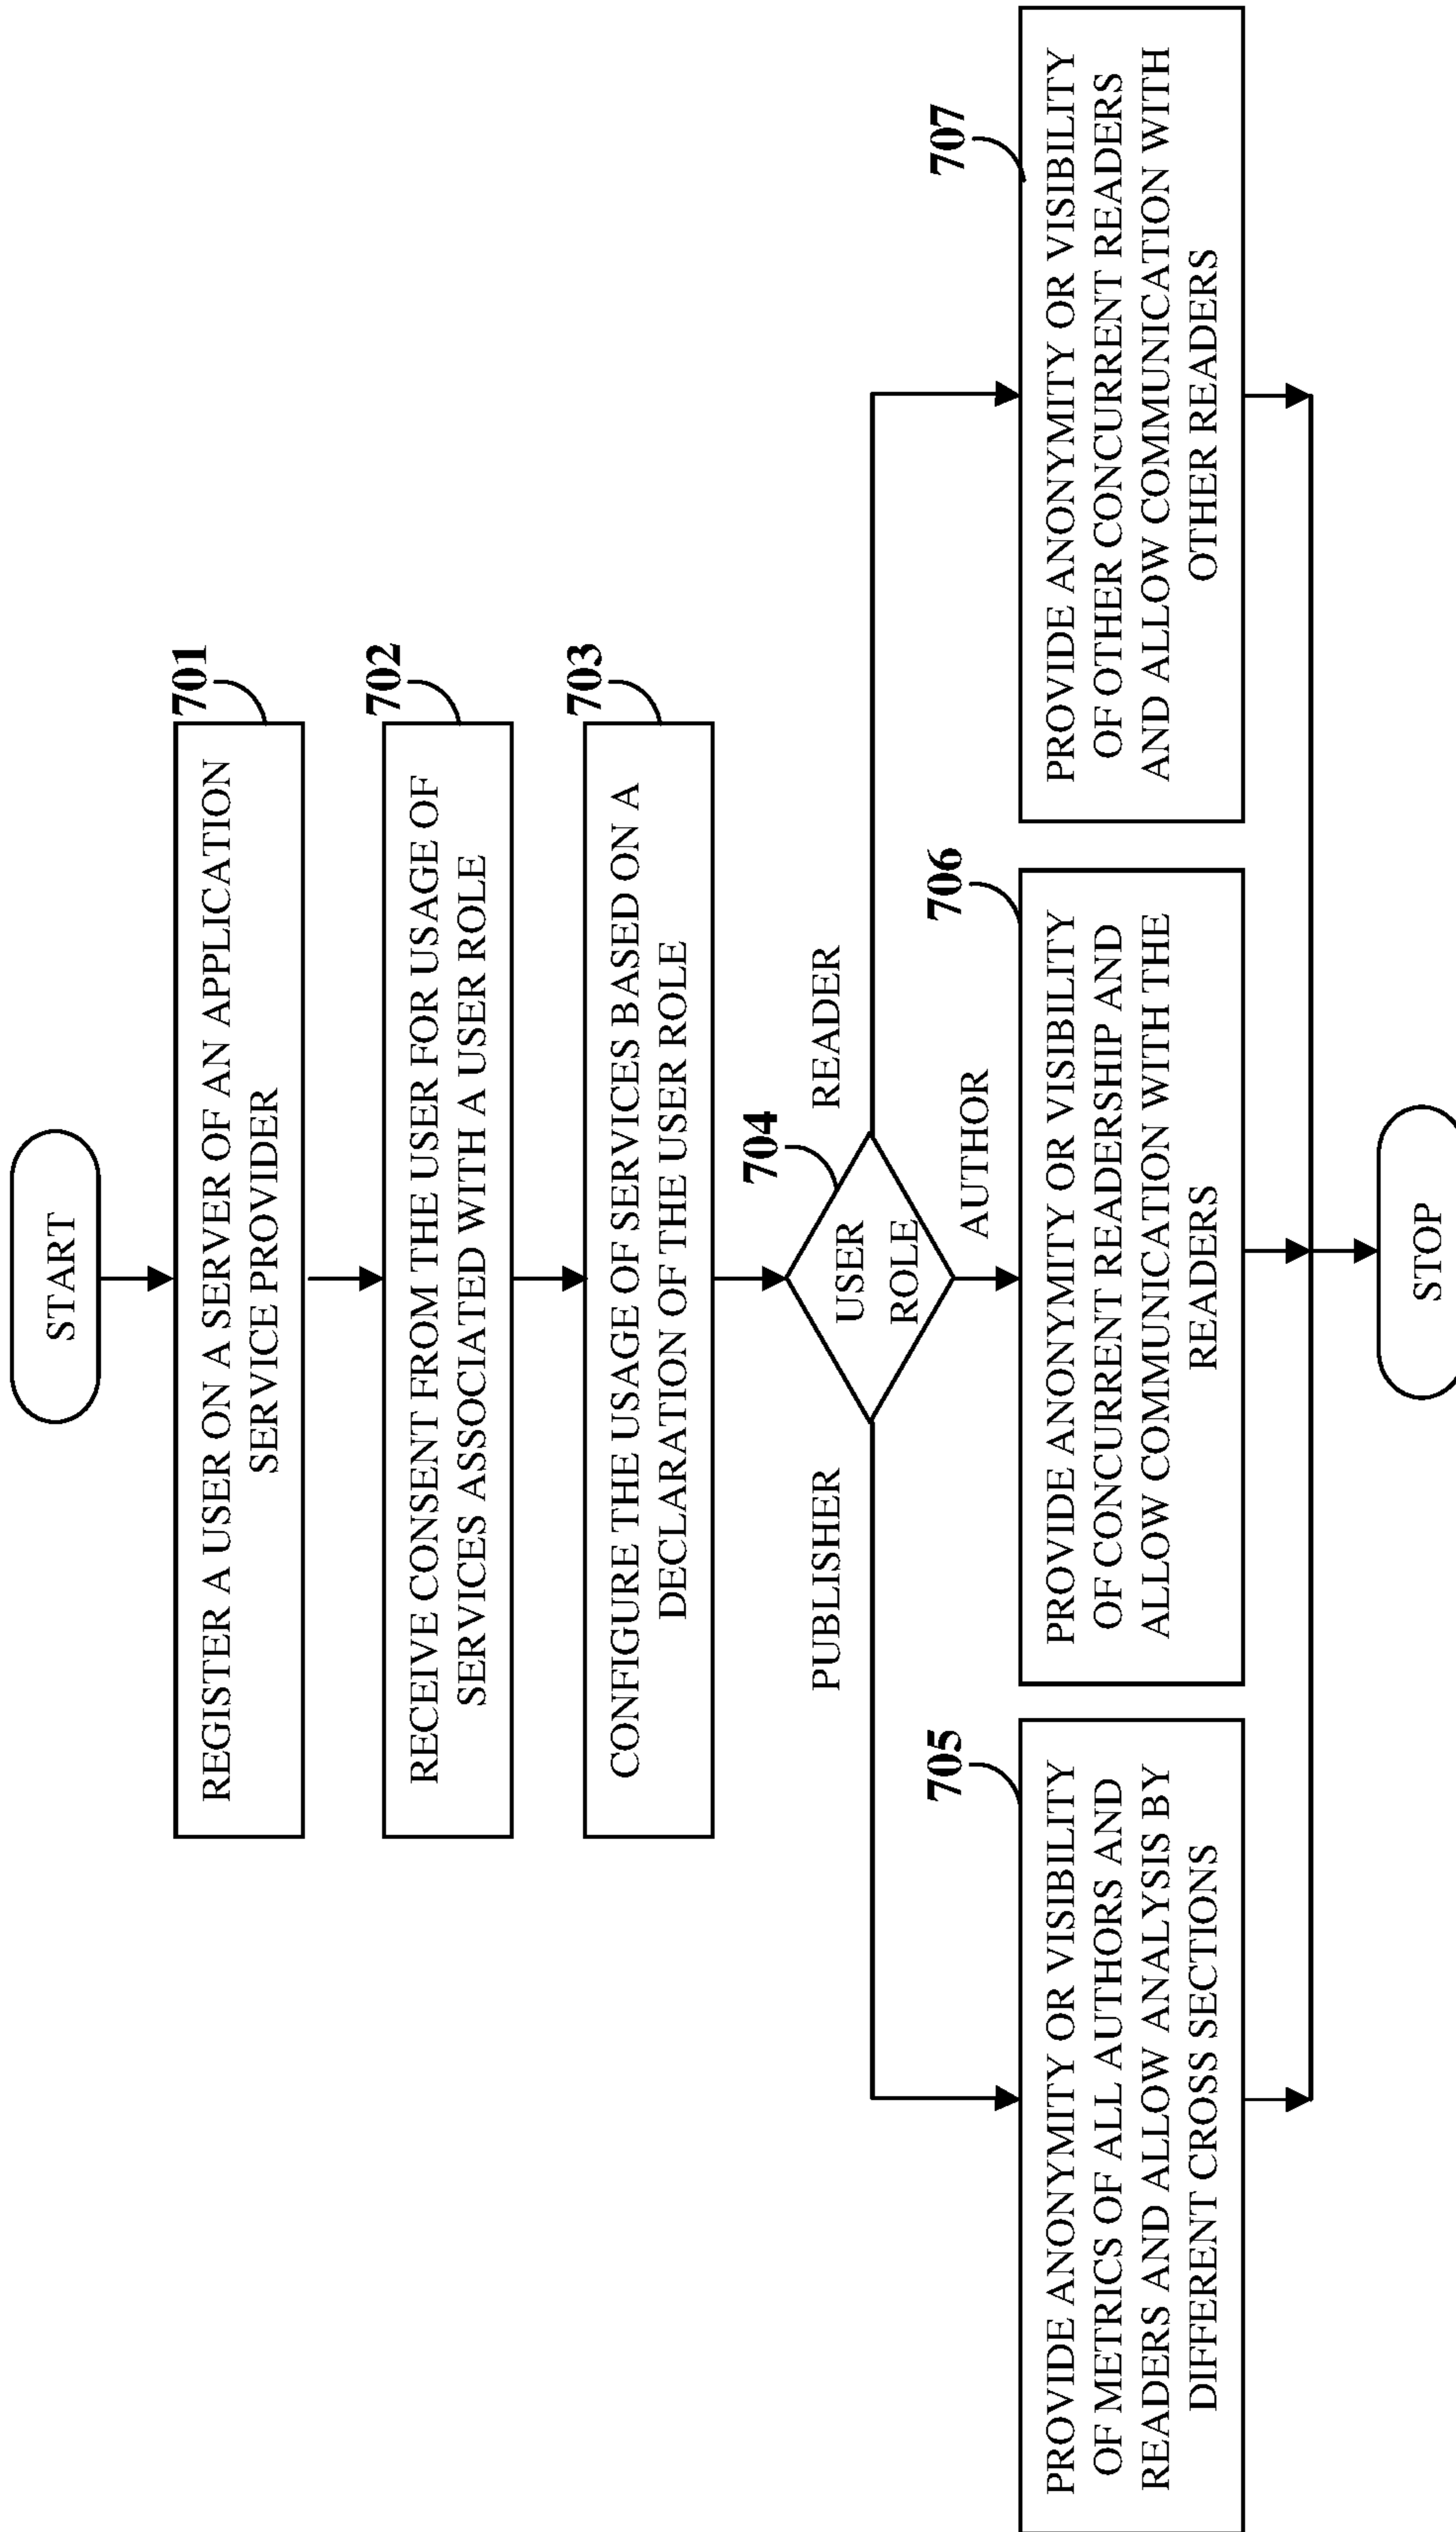 START
701
REGISTER A USER ON A SERVER OF AN APPLICATION
SERVICE PROVIDER
702
RECEIVE CONSENT FROM THE USER FOR USAGE OF
SERVICES ASSOCIATED WITH A USER ROLE
703
CONFIGURE THE USAGE OF SERVICES BASED ON A
DECLARATION OF THE USER ROLE
704
USER
ROLE
PUBLISHER
AUTHOR
READER
705
PROVIDE ANONYMITY OR VISIBILITY
OF METRICS OF ALL AUTHORS AND
READERS AND ALLOW ANALYSIS BY
DIFFERENT CROSS SECTIONS
706
PROVIDE ANONYMITY OR VISIBILITY
OF CONCURRENT READERSHIP AND
ALLOW COMMUNICATION WITH THE
READERS
707
PROVIDE ANONYMITY OR VISIBILITY
OF OTHER CONCURRENT READERS
AND ALLOW COMMUNICATION WITH
OTHER READERS
STOP